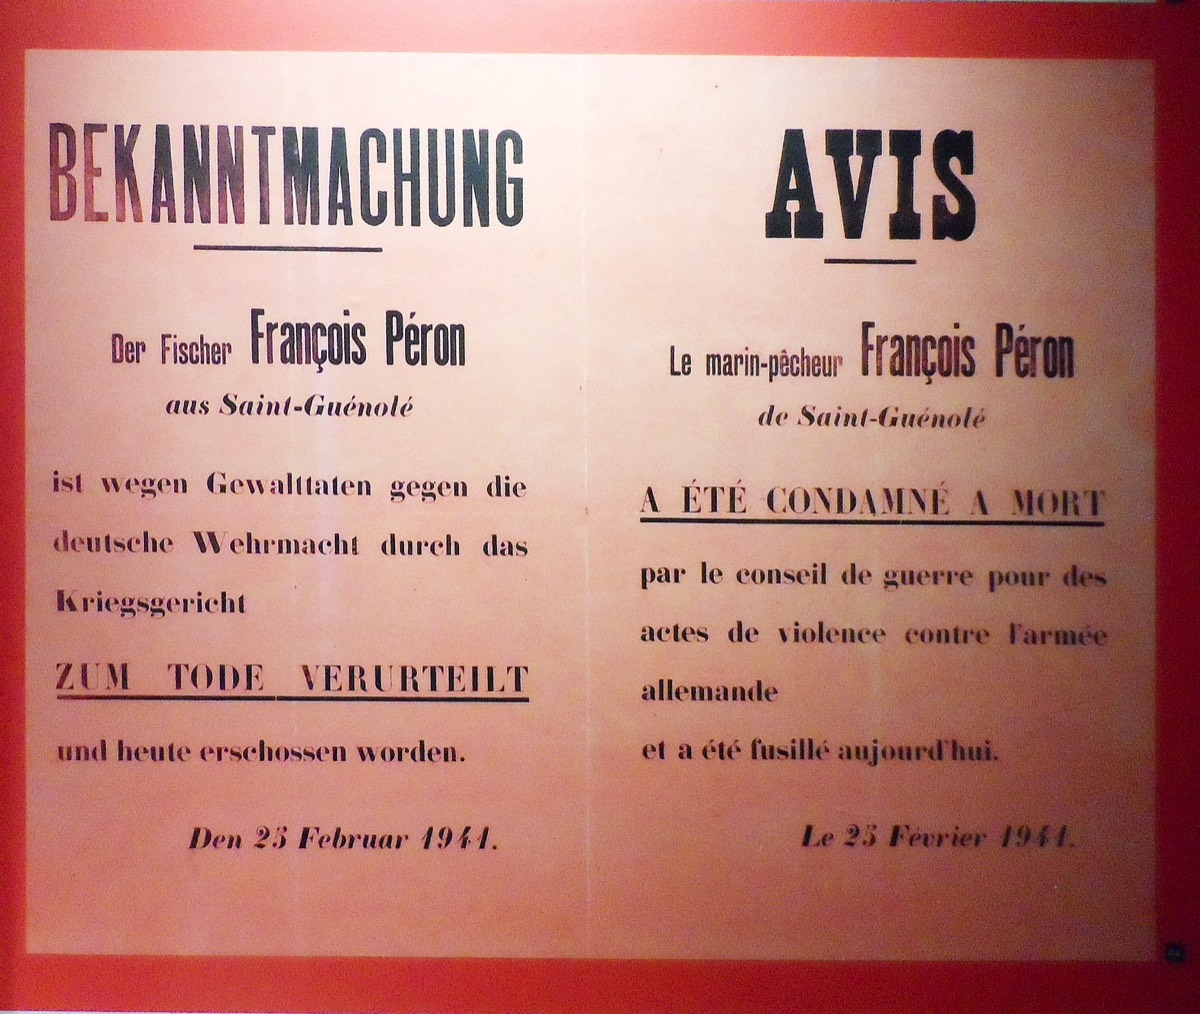 BEKANNTMACHUNG
Der Fischer François Péron
aus Saint-Guénolé
ist wegen Gewalttaten gegen die
deutsche Wehrmacht durch das
Kriegsgericht
ZUM TODE VERURTEILT
und heute erschossen worden.
Den 25 Februar 1941.
AVIS
Le marin-pêcheur François Péron
de Saint-Guénolé
A ÉTÉ CONDAMNÉ A MORT
par le conseil de guerre pour des
actes de violence contre l'armée
allemande
et a été fusillé aujourd'hui.
Le 25 Février 1941.